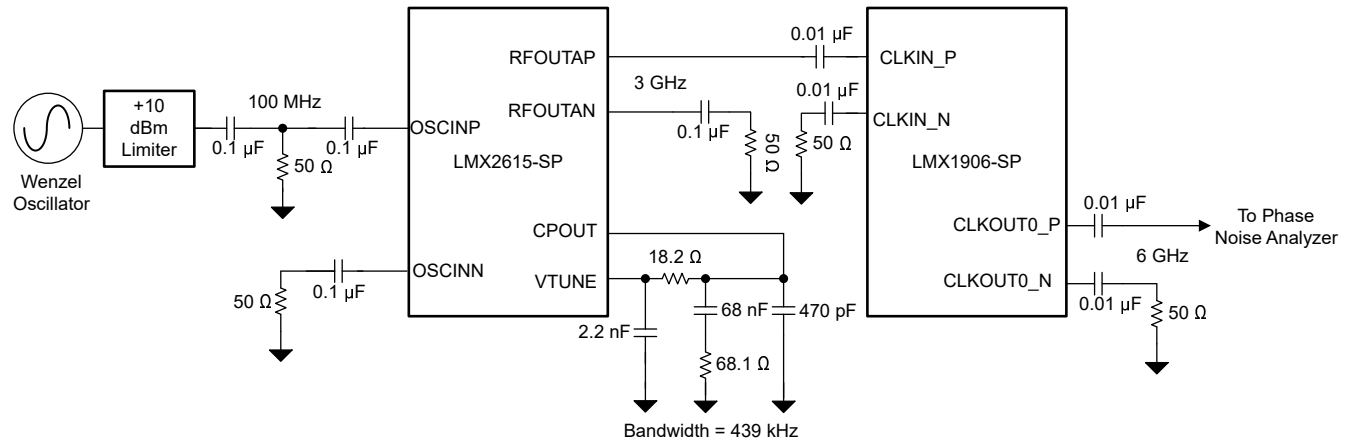 Wenzel
Oscillator
+10
dBm
Limiter
0.1 µF
100 MHz
50 Ω
0.1 µF
OSCINP
50 Ω
0.1 µF
OSCINN
LMX2615-SP
RFOUTAP
RFOUTAN
CPOUT
VTUNE
3 GHz
0.1 µF
50 Ω
18.2 Ω
2.2 nF
68 nF
68.1 Ω
470 pF
Bandwidth = 439 kHz
0.01 µF
0.01 µF
50 Ω
CLKIN_P
CLKIN_N
LMX1906-SP
CLKOUT0_P
CLKOUT0_N
0.01 µF
6 GHz
0.01 µF
50 Ω
To Phase
Noise Analyzer